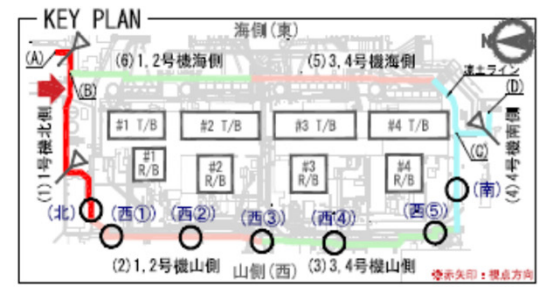 KEY PLAN
海側(東)
(A)
(6)1,2号機海側
(5)3,4号機海側
凍土ライン
(B)
(D)
(1)1号機北側
#1 T/B
#2 T/B
#3 T/B
#4 T/B
(C)
(4)4号機南側
#1
R/B
#2
R/B
#3
R/B
#4
R/B
(北)
(西①)
(西②)
(西③)
(西④)
(西⑤)
(南)
(2)1,2号機山側
山側(西)
(3)3,4号機山側
※赤矢印：視点方向